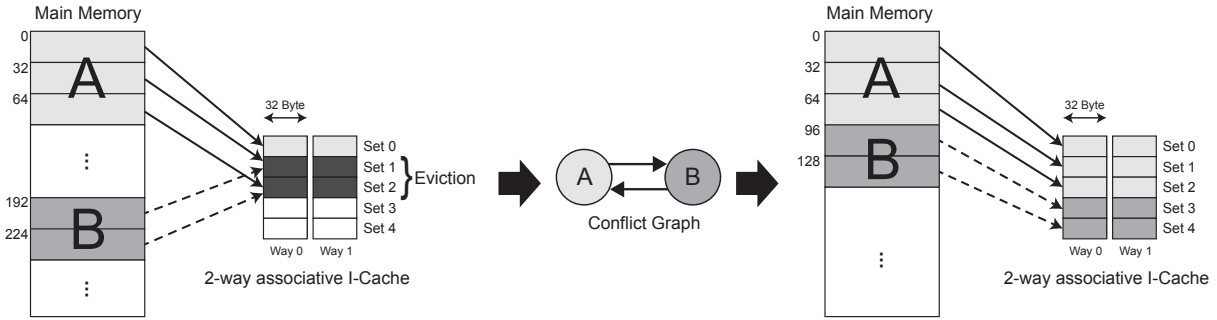 Main Memory
0
32
64
A
⋮
192
224
B
⋮
32 Byte
Set 0
Set 1
Set 2
Set 3
Set 4
Eviction
Way 0 Way 1
2-way associative I-Cache
A B
Conflict Graph
Main Memory
0
32
64
96
128
A
B
⋮
32 Byte
Set 0
Set 1
Set 2
Set 3
Set 4
Way 0 Way 1
2-way associative I-Cache